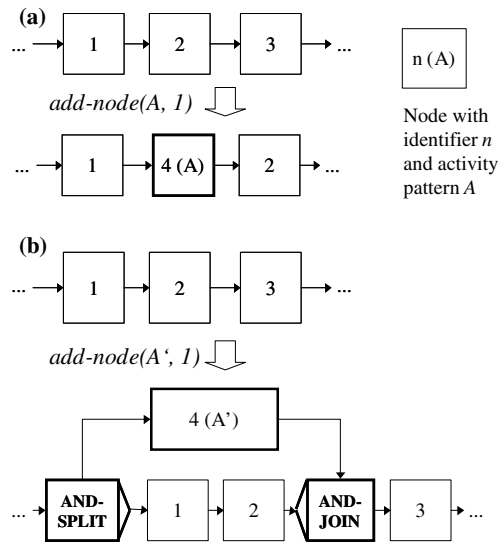 (a)
... 1 2 3 ...
n (A)
add-node(A, 1)
Node with
identifier n
and activity
pattern A
... 1 4 (A) 2 ...
(b)
... 1 2 3 ...
add-node(A‘, 1)
4 (A’)
... AND-
SPLIT 1 2 AND-
JOIN 3 ...